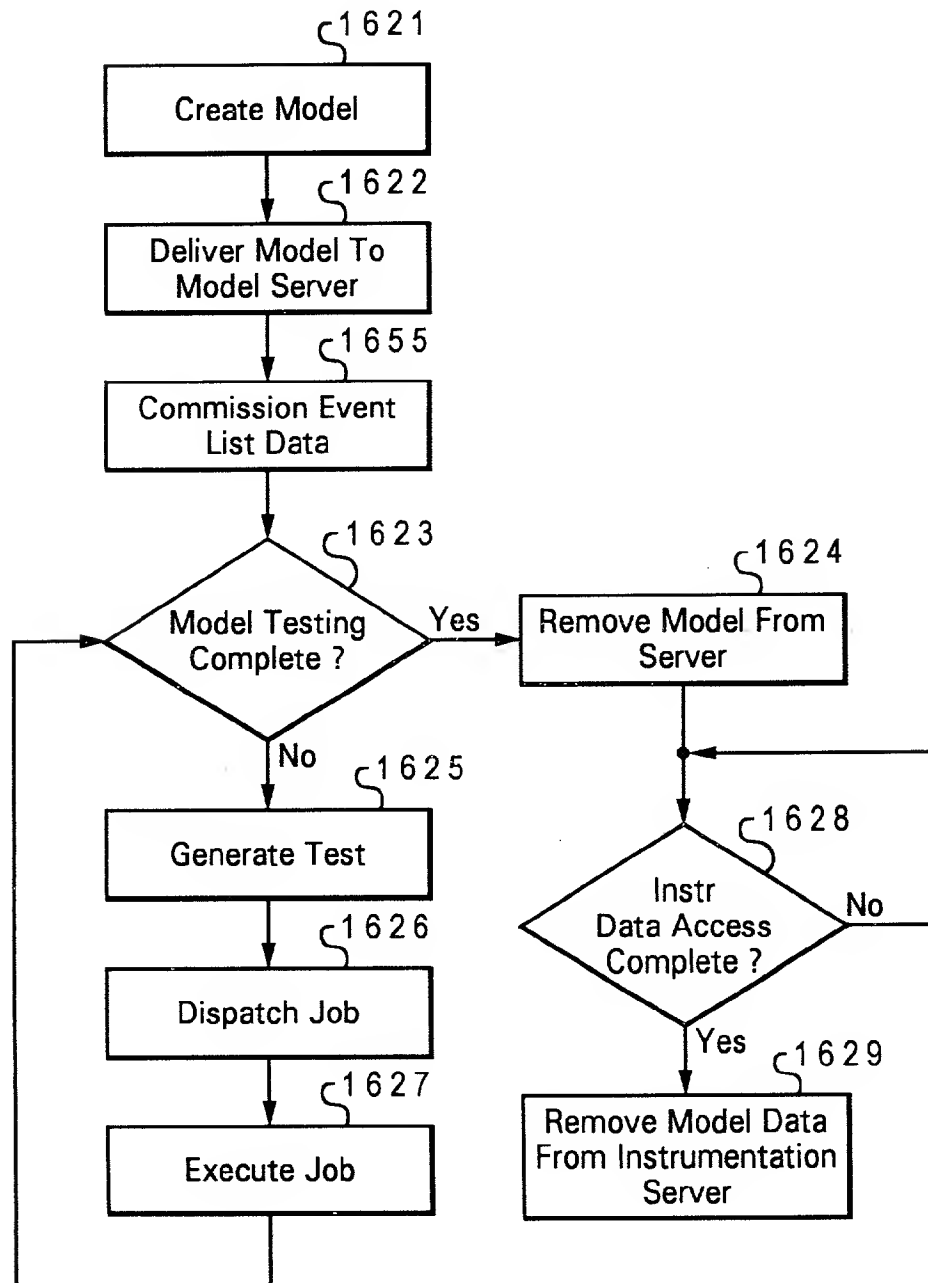 1621
Create Model
1622
Deliver Model To
Model Server
1655
Commission Event
List Data
1623
Model Testing
Complete ?
Yes
1624
Remove Model From
Server
No
1625
Generate Test
1626
Dispatch Job
1627
Execute Job
1628
Instr
Data Access
Complete ?
No
Yes
1629
Remove Model Data
From Instrumentation
Server